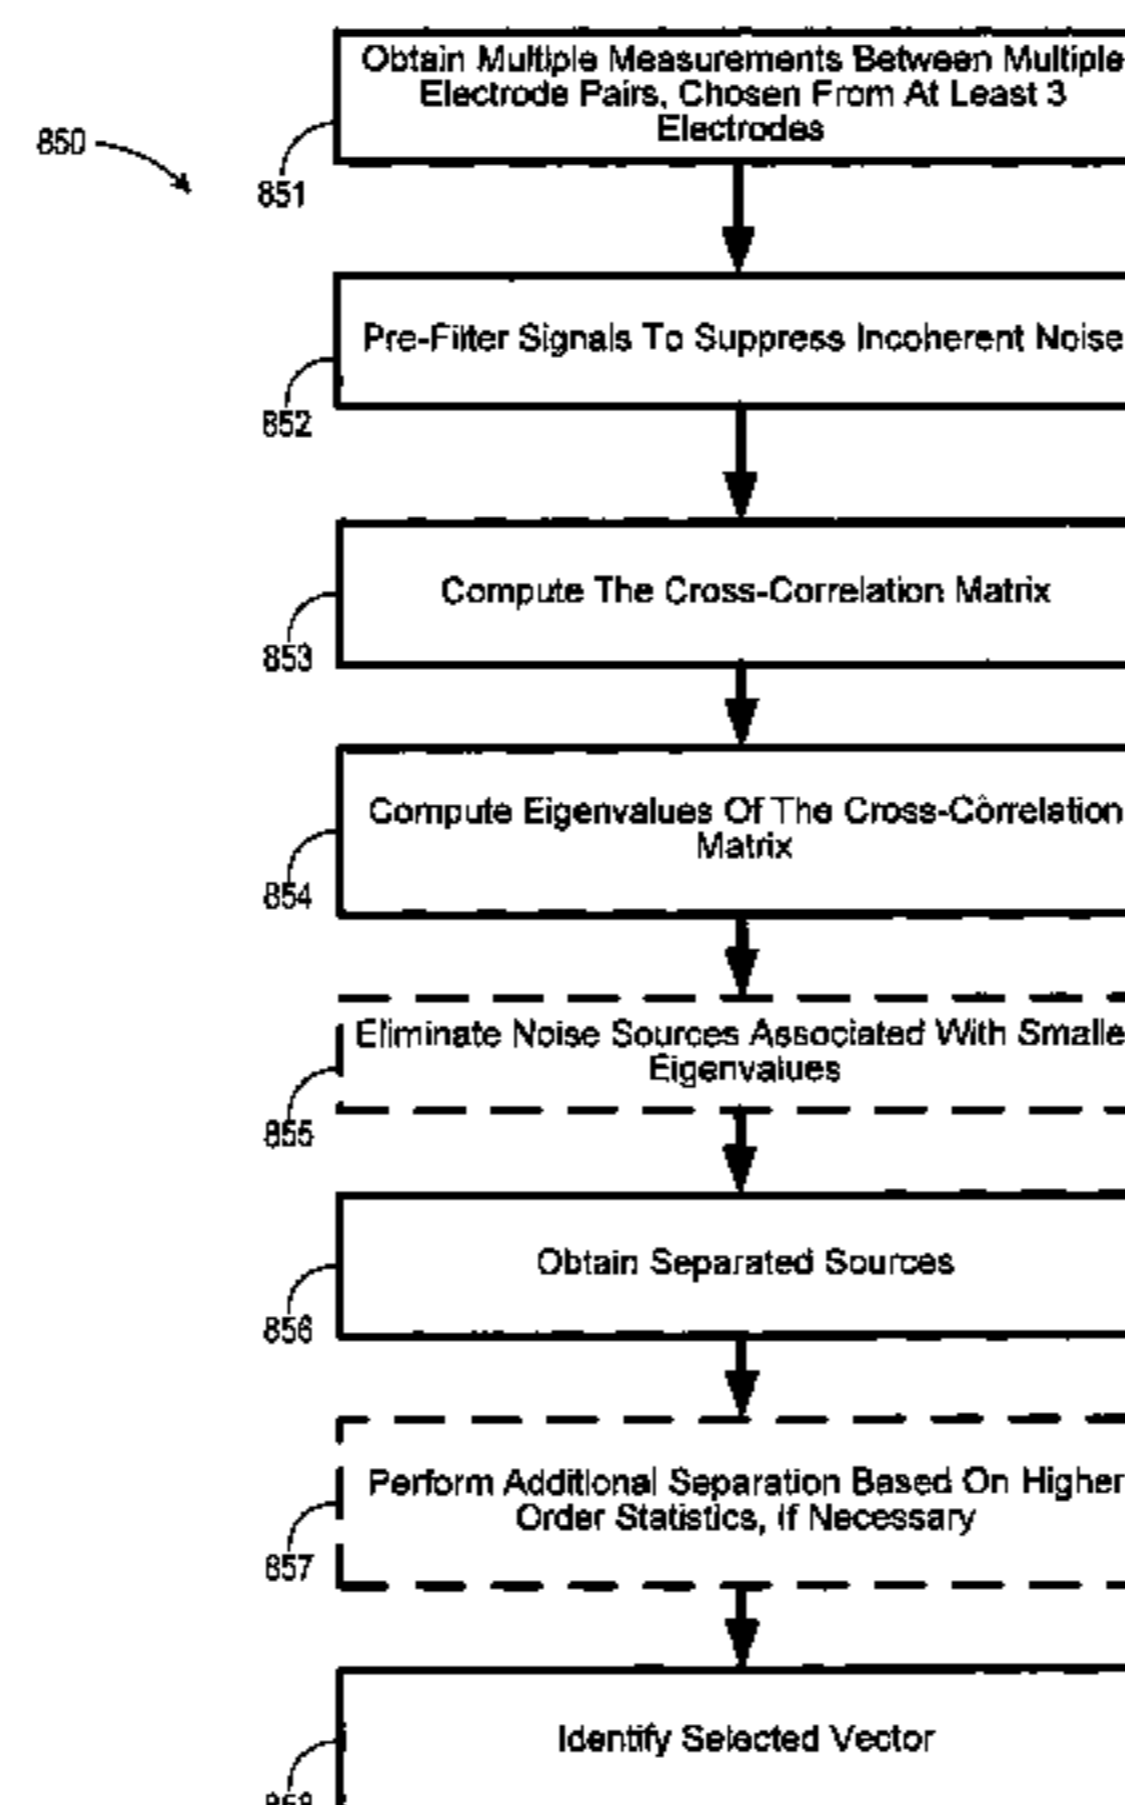 Obtain Multiple Measurements Between Multiple
Electrode Pairs, Chosen From At Least 3
Electrodes
850
851
Pre-Filter Signals To Suppress Incoherent Noise
852
Compute The Cross-Correlation Matrix
853
Compute Eigenvalues Of The Cross-Correlation
Matrix
854
Eliminate Noise Sources Associated With Smalle
Eigenvalues
855
Obtain Separated Sources
856
Perform Additional Separation Based On Higher
Order Statistics, If Necessary
857
Identify Selected Vector